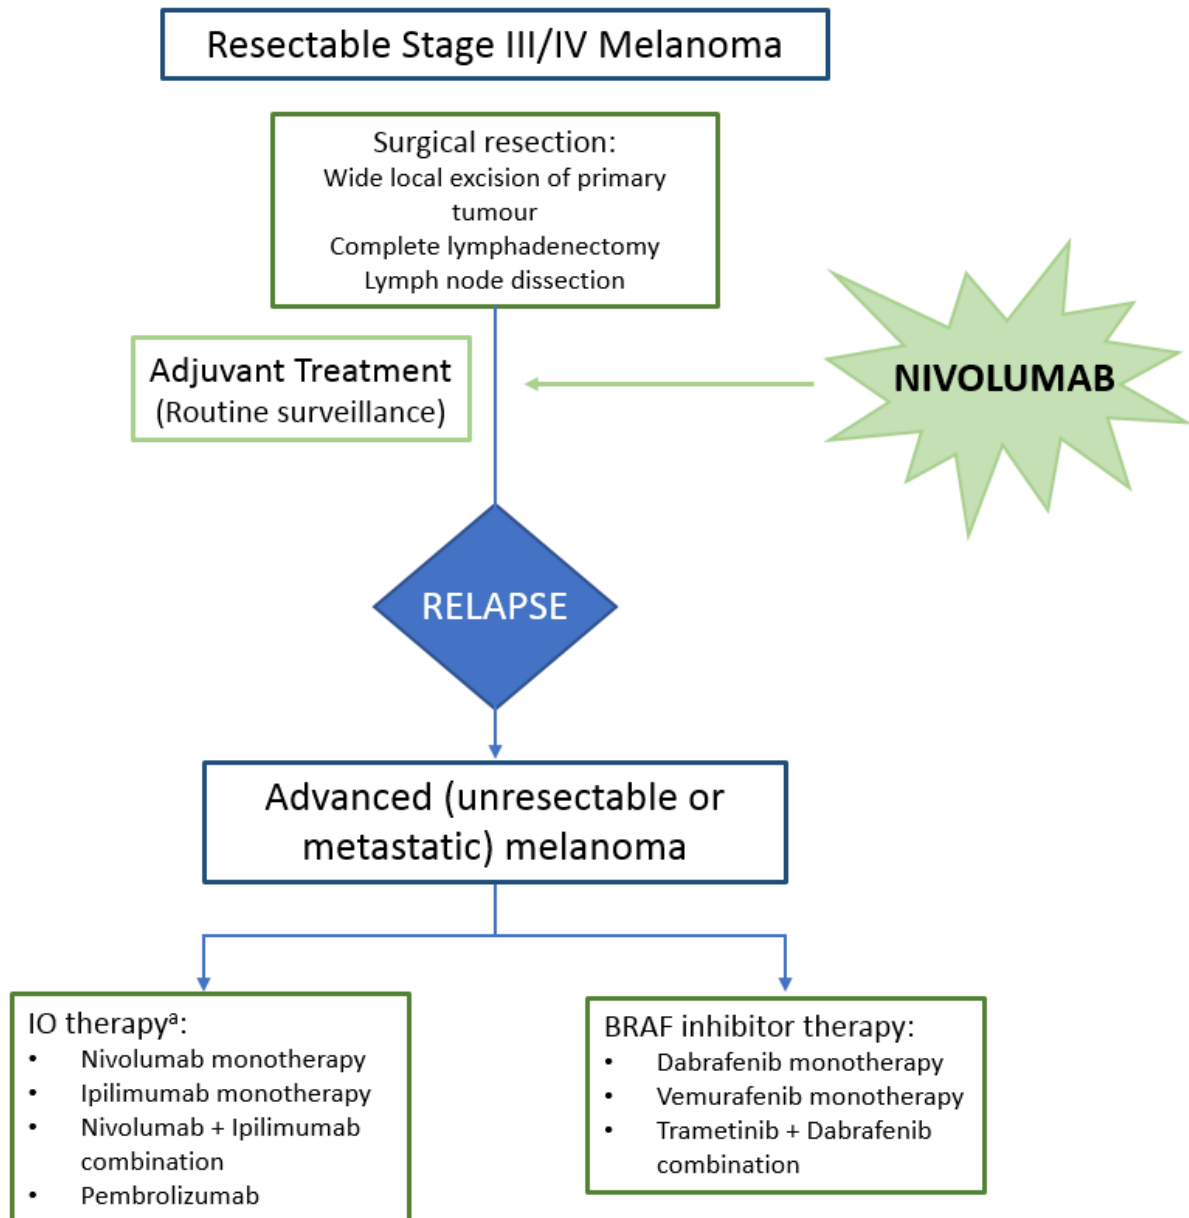 Resectable Stage III/IV Melanoma
Surgical resection:
Wide local excision of primary
tumour
Complete lymphadenectomy
Lymph node dissection
Adjuvant Treatment
(Routine surveillance)
NIVOLUMAB
RELAPSE
Advanced (unresectable or
metastatic) melanoma
IO therapyᵃ:
• Nivolumab monotherapy
• Ipilimumab monotherapy
• Nivolumab + Ipilimumab
combination
• Pembrolizumab
BRAF inhibitor therapy:
• Dabrafenib monotherapy
• Vemurafenib monotherapy
• Trametinib + Dabrafenib
combination